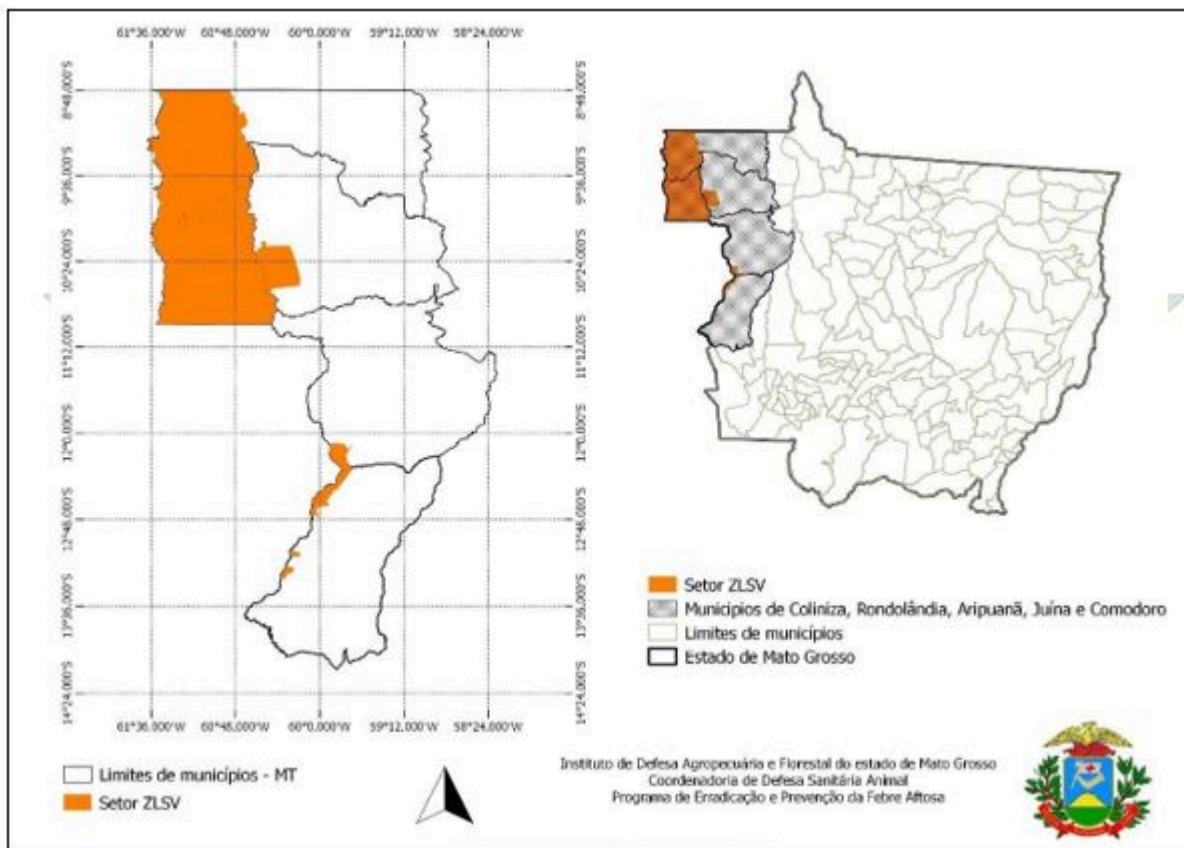 61°36.000'W 60°48.000'W 60°0.000'W 59°12.000'W 58°24.000'W
8°48.000'S
9°36.000'S
10°24.000'S
11°12.000'S
12°0.000'S
12°48.000'S
13°36.000'S
14°24.000'S
8°48.000'S
9°36.000'S
10°24.000'S
11°12.000'S
12°0.000'S
12°48.000'S
13°36.000'S
14°24.000'S
61°36.000'W 60°48.000'W 60°0.000'W 59°12.000'W 58°24.000'W
Limites de municípios - MT
Setor ZLSV
Setor ZLSV
Municipios de Colniza, Rondolândia, Aripuanã, Juína e Comodoro
Limites de municípios
Estado de Mato Grosso
Instituto de Defesa Agropecuária e Florestal do estado de Mato Grosso
Coordenadoria de Defesa Sanitária Animal
Programa de Erradicação e Prevenção da Febre Aftosa